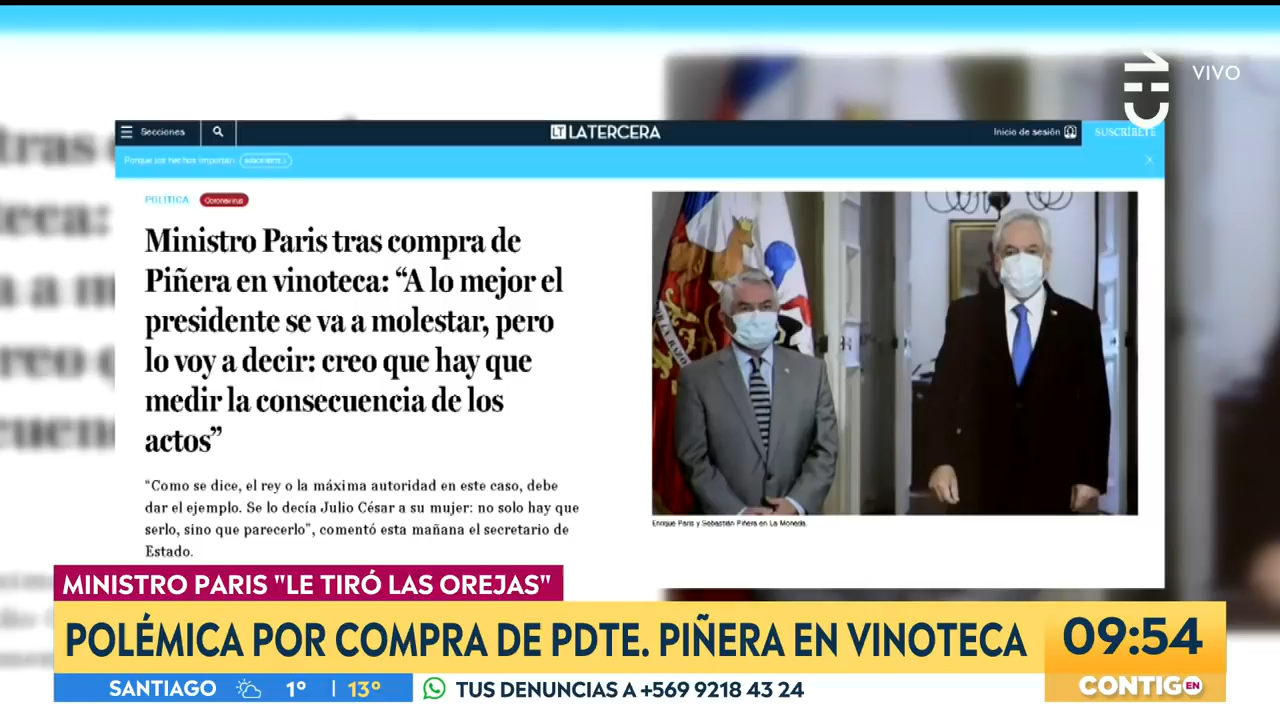 CHV
VIVO
Secciones
LT LATERCERA
Inicio de sesión
SUSCRÍBETE
Porque los hechos importan
POLÍTICA
Coronavirus
Ministro Paris tras compra de
Piñera en vinoteca: “A lo mejor el
presidente se va a molestar, pero
lo voy a decir: creo que hay que
medir la consecuencia de los
actos”
“Como se dice, el rey o la máxima autoridad en este caso, debe
dar el ejemplo. Se lo decía Julio César a su mujer: no solo hay que
serlo, sino que parecerlo”, comentó esta mañana el secretario de
Estado.
Enrique Paris y Sebastián Piñera en La Moneda.
MINISTRO PARIS "LE TIRÓ LAS OREJAS"
POLÉMICA POR COMPRA DE PDTE. PIÑERA EN VINOTECA
09:54
SANTIAGO 1° | 13°
TUS DENUNCIAS A +569 9218 43 24
CONTIGO EN